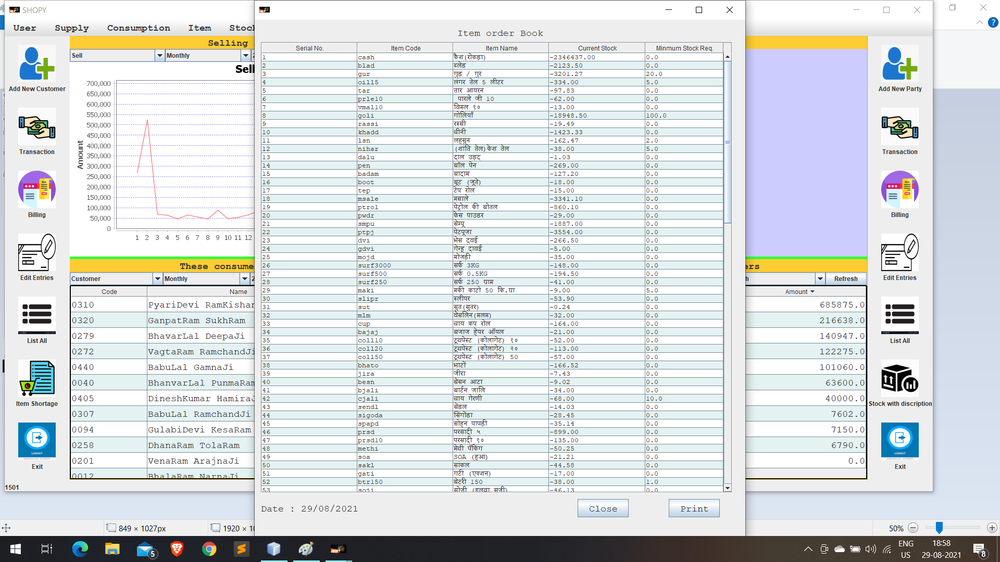 SHOPY
User Supply Consumption Item Stock
Add New Customer
Transaction
Billing
Edit Entries
List All
Item Shortage
Exit
1501
Selling
Sell Monthly
Sell
Amount
700,000
650,000
600,000
550,000
500,000
450,000
400,000
350,000
300,000
250,000
200,000
150,000
100,000
50,000
0
1 2 3 4 5 6 7 8 9 10 11 12
These consume
Customer Monthly
Code Name
0310 PyariDevi RamKishan
0320 GanpatRam SukhRam
0279 BhavarLal DeepaJi
0272 VagtaRam RamchandJi
0440 BabuLal GamnaJi
0040 BhanvarLal PunmaRam
0405 DineshKumar HamiraJ
0307 BabuLal RamchandJi
0094 GulabiDevi KesaRam
0258 DhanaRam TolaRam
0201 VenaRam ArajnaJi
0012 BhalaRam NarnaJi
Item order Book
Serial No. Item Code Item Name Current Stock Minmum Stock Req.
1 cash कैश(रोकड़ा) -2346437.00 0.0
2 blad ब्लेड -2123.50 0.0
3 gur गुड़ / गुर -3201.27 20.0
4 oill5 लंगर तेल 5 लीटर -334.00 5.0
5 tar तार आयरन -97.83 0.0
6 prle10 पारले जी 10 -62.00 0.0
7 vmal10 विमल १० -13.00 0.0
8 goli गोलियाँ -18948.50 100.0
9 rassi रस्सी -19.49 0.0
10 khadd चीनी -1423.33 0.0
11 lsn लहसुन -162.47 2.0
12 nihar (शांति तेल)केश तेल -38.00 5.0
13 dalu दाल उड़द -1.03 0.0
14 pen बॉल पेन -269.00 0.0
15 badam बादाम -127.20 0.0
16 boot बूट (जूते) -18.00 0.0
17 tep टेप रोल -15.00 0.0
18 msale मसाले -3341.10 0.0
19 ptrol पेट्रोल की बोतल -860.10 0.0
20 pwdr फेस पाउडर -29.00 0.0
21 smpu सेम्पू -1887.00 0.0
22 ptpj पेटपूजा -3554.00 0.0
23 dvi भेस दवई -266.50 0.0
24 gdvi गेन्हू दावई -5.00 0.0
25 mojd मोजड़ी -35.00 0.0
26 surf3000 सर्फ 3KG -148.00 0.0
27 surf500 सर्फ 0.5KG -194.50 0.0
28 surf250 सर्फ 250 ग्राम -41.00 0.0
29 maki मकी काटो 50 कि.ग्रा -9.00 5.0
30 slipr स्लीपर -53.90 0.0
31 sut सुत(सुतर) -0.24 0.0
32 mlm वेसलिन(मलम) -32.00 0.0
33 cup चाय कप रोल -164.00 0.0
34 bajaj बजाज हेयर ऑयल -21.00 0.0
35 coll10 टूथपेस्ट (कोलागेट) १० -52.00 0.0
36 coll20 टूथपेस्ट (कोलागेट) २० -113.00 0.0
37 coll50 टूथपेस्ट (कोलागेट) 50 -57.00 0.0
38 bhato भाटों -166.52 0.0
39 jira जीरा -7.43 0.0
40 besn बेसन आटा -9.02 0.0
41 bjali बार्टन जालि -34.00 0.0
42 cjali चाय गेरणी -68.00 10.0
43 sendl सेंडल -14.03 0.0
44 sigoda सिंगोंडा -28.45 0.0
45 spapd सोहन पापड़ी -35.14 0.0
46 prsd परसादी ५ -899.00 0.0
47 prsd10 परसादी १० -135.00 0.0
48 methi मेथी पॅकिंग -50.25 0.0
49 soa SOA (हुआ) -21.21 0.0
50 sakl सांकल -44.58 0.0
51 gati गटी (एक्शन) -17.00 0.0
52 btr150 बेटरी 150 -38.00 1.0
53 soji सोजी (हलवा सूजी) -46.13 0.0
Date : 29/08/2021
Close Print
ers
Refresh
Amount
685875.0
216638.0
140947.0
122275.0
101060.0
63600.0
40000.0
7602.0
7150.0
6790.0
0.0
Add New Party
Transaction
Billing
Edit Entries
List All
Stock with discription
Exit
849 × 1027px
1920 × 10
50%
5
ENG
US
18:58
29-08-2021
8